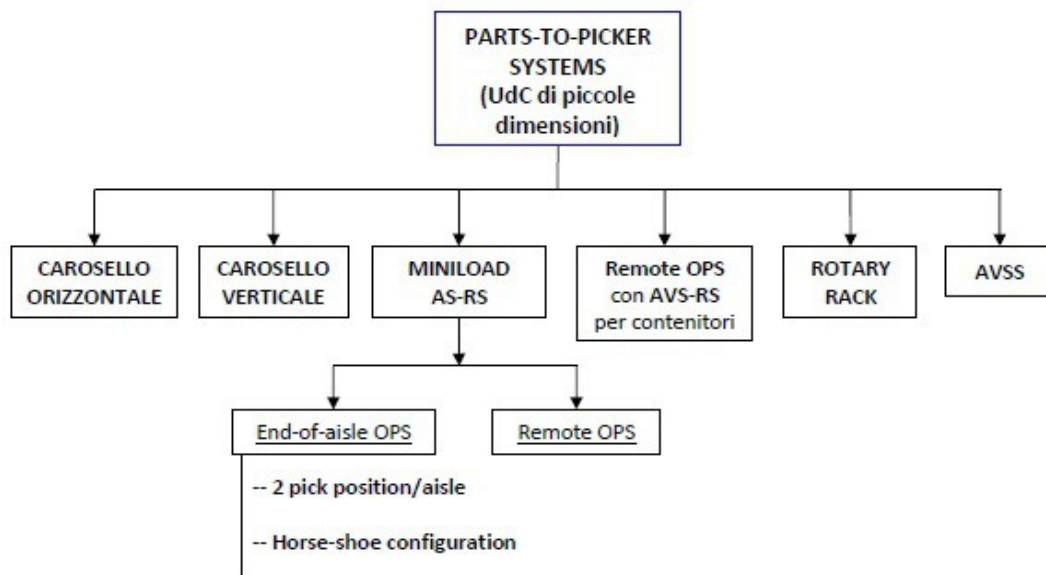 PARTS-TO-PICKER
SYSTEMS
(UdC di piccole
dimensioni)
CAROSELLO
ORIZZONTALE
CAROSELLO
VERTICALE
MINILOAD
AS-RS
Remote OPS
con AVS-RS
per contenitori
ROTARY
RACK
AVSS
End-of-aisle OPS
Remote OPS
-- 2 pick position/aisle
-- Horse-shoe configuration